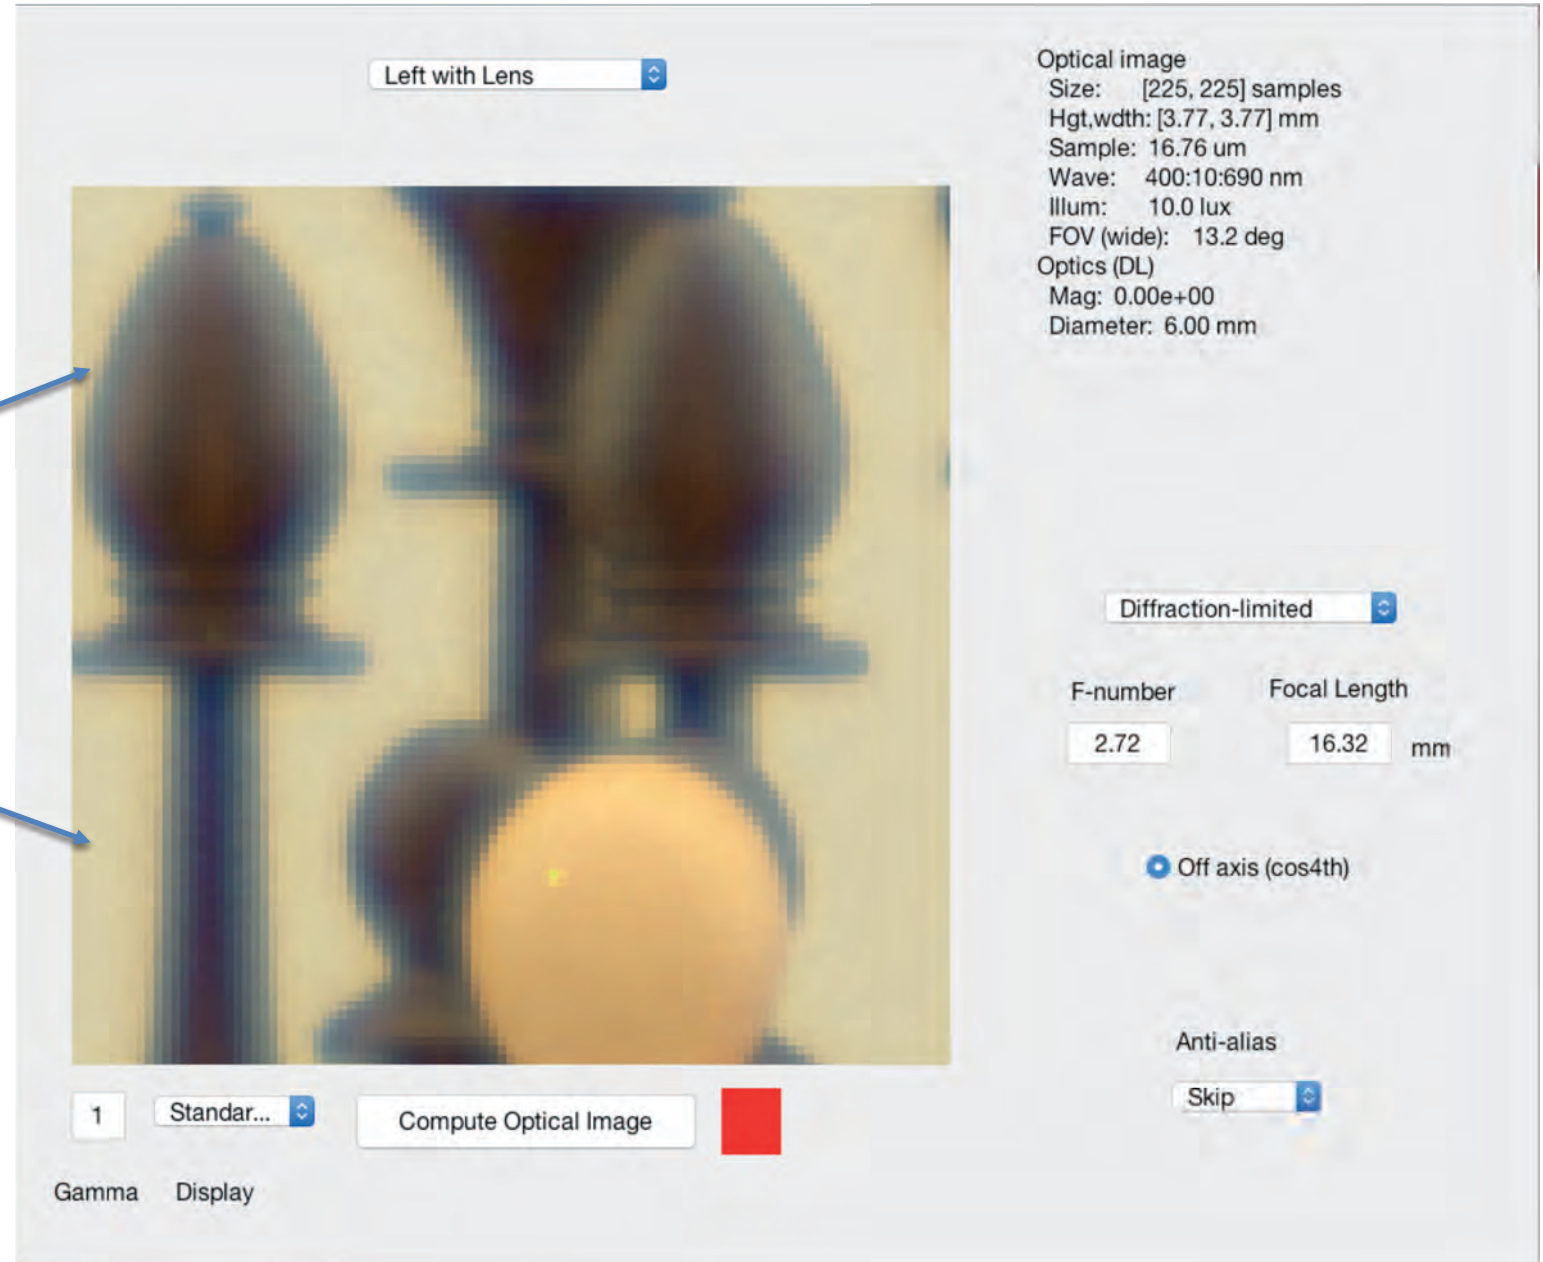 Left with Lens
Optical image
Size: [225, 225] samples
Hgt,wdth: [3.77, 3.77] mm
Sample: 16.76 um
Wave: 400:10:690 nm
Illum: 10.0 lux
FOV (wide): 13.2 deg
Optics (DL)
Mag: 0.00e+00
Diameter: 6.00 mm
Diffraction-limited
F-number Focal Length
2.72 16.32 mm
Off axis (cos4th)
Anti-alias
Skip
1 Standar... Compute Optical Image
Gamma Display